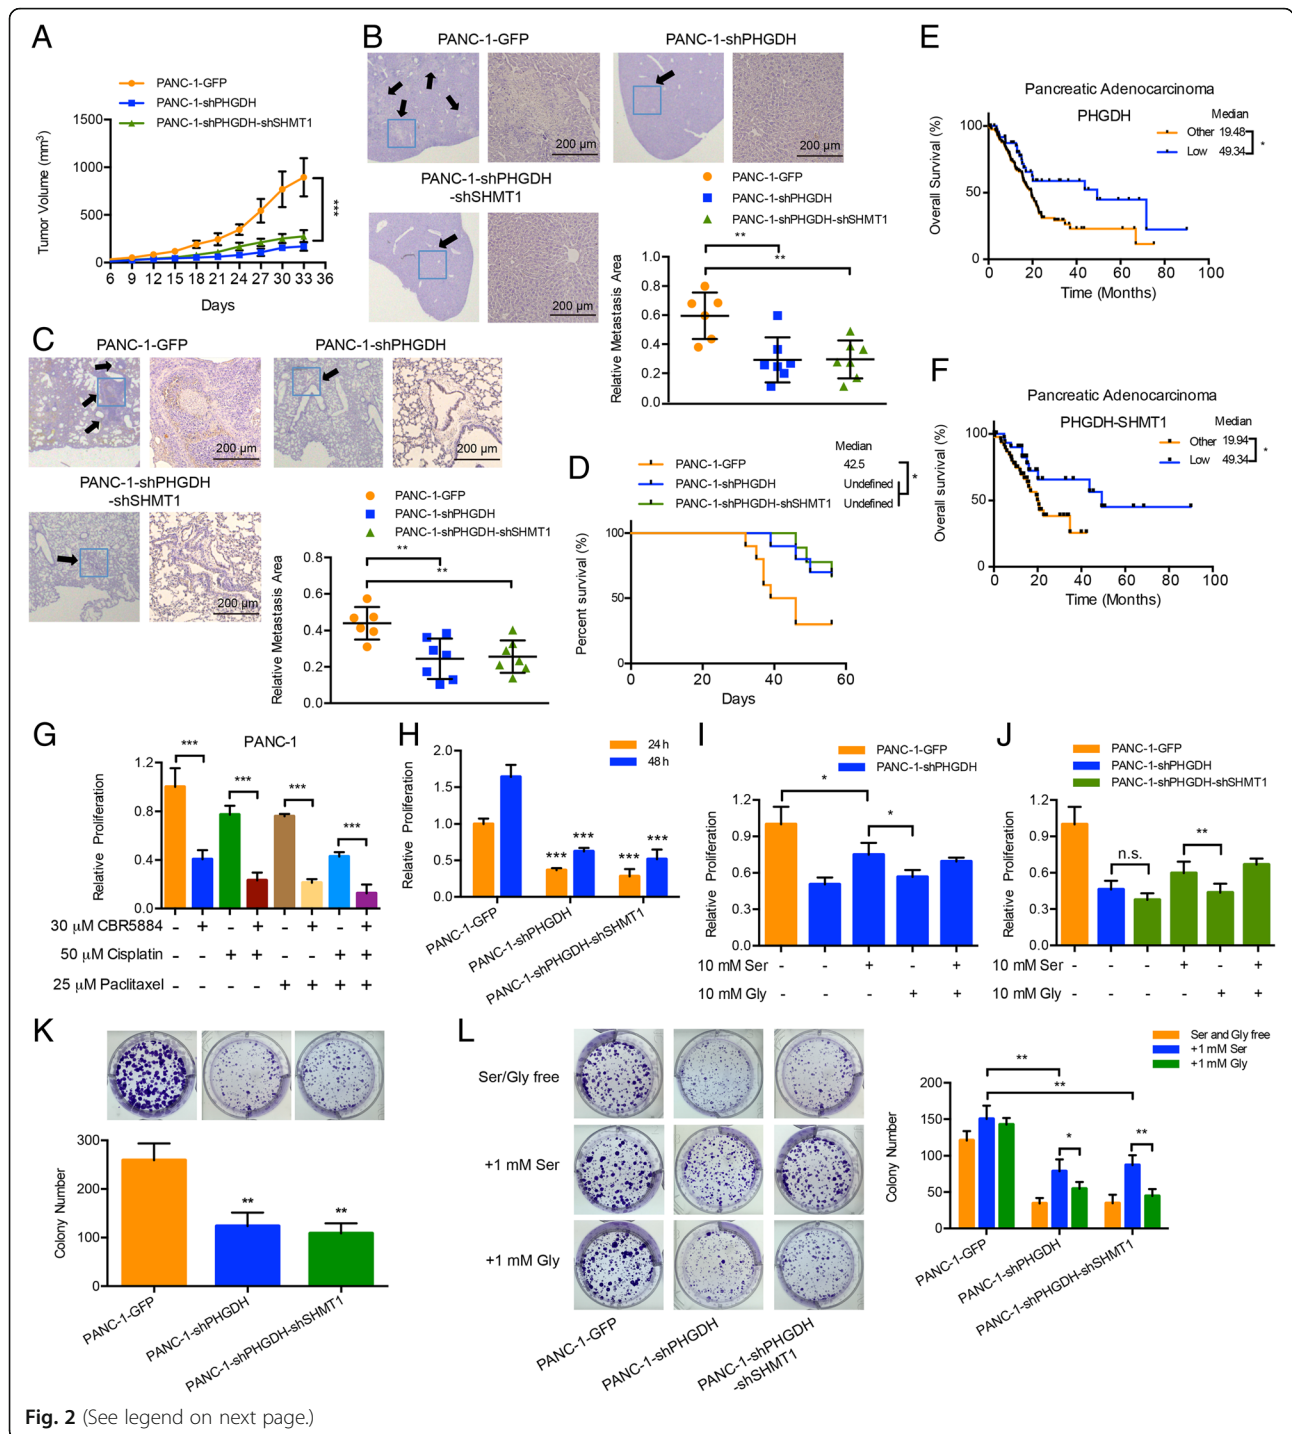 A
PANC-1-GFP
PANC-1-shPHGDH
PANC-1-shPHGDH-shSHMT1
Tumor Volume (mm³)
1500
1000
500
0
6 9 12 15 18 21 24 27 30 33 36
Days
***
B
PANC-1-GFP
PANC-1-shPHGDH
200 µm
200 µm
PANC-1-shPHGDH
-shSHMT1
200 µm
PANC-1-GFP
PANC-1-shPHGDH
PANC-1-shPHGDH-shSHMT1
**
**
Relative Metastasis Area
1.0
0.8
0.6
0.4
0.2
0.0
C
PANC-1-GFP
PANC-1-shPHGDH
200 µm
200 µm
PANC-1-shPHGDH
-shSHMT1
200 µm
PANC-1-GFP
PANC-1-shPHGDH
PANC-1-shPHGDH-shSHMT1
**
**
Relative Metastasis Area
0.8
0.6
0.4
0.2
0.0
D
Median
PANC-1-GFP 42.5
PANC-1-shPHGDH Undefined
PANC-1-shPHGDH-shSHMT1 Undefined
*
Percent survival (%)
100
50
0
0 20 40 60
Days
E
Pancreatic Adenocarcinoma
PHGDH
Median
Other 19.48
Low 49.34
*
Overall Survival (%)
100
50
0
0 20 40 60 80 100
Time (Months)
F
Pancreatic Adenocarcinoma
PHGDH-SHMT1
Median
Other 19.94
Low 49.34
*
Overall survival (%)
100
50
0
0 20 40 60 80 100
Time (Months)
G
PANC-1
*** *** *** ***
Relative Proliferation
1.2
0.8
0.4
0.0
30 µM CBR5884 - + - + - + - +
50 µM Cisplatin - - + + - - + +
25 µM Paclitaxel - - - - + + + +
H
24 h
48 h
Relative Proliferation
2.0
1.5
1.0
0.5
0.0
*** *** *** ***
PANC-1-GFP
PANC-1-shPHGDH
PANC-1-shPHGDH-shSHMT1
I
PANC-1-GFP
PANC-1-shPHGDH
*
*
Relative Proliferation
1.2
0.9
0.6
0.3
0.0
10 mM Ser - - + - +
10 mM Gly - - - + +
J
PANC-1-GFP
PANC-1-shPHGDH
PANC-1-shPHGDH-shSHMT1
n.s.
**
Relative Proliferation
1.2
0.9
0.6
0.3
0.0
10 mM Ser - - - + - +
10 mM Gly - - - - + +
K
Colony Number
300
200
100
0
** **
PANC-1-GFP
PANC-1-shPHGDH
PANC-1-shPHGDH-shSHMT1
L
Ser/Gly free
+1 mM Ser
+1 mM Gly
PANC-1-GFP
PANC-1-shPHGDH
PANC-1-shPHGDH
-shSHMT1
Ser and Gly free
+1 mM Ser
+1 mM Gly
**
**
*
**
Colony Number
200
150
100
50
0
PANC-1-GFP
PANC-1-shPHGDH
PANC-1-shPHGDH-shSHMT1
Fig. 2 (See legend on next page.)